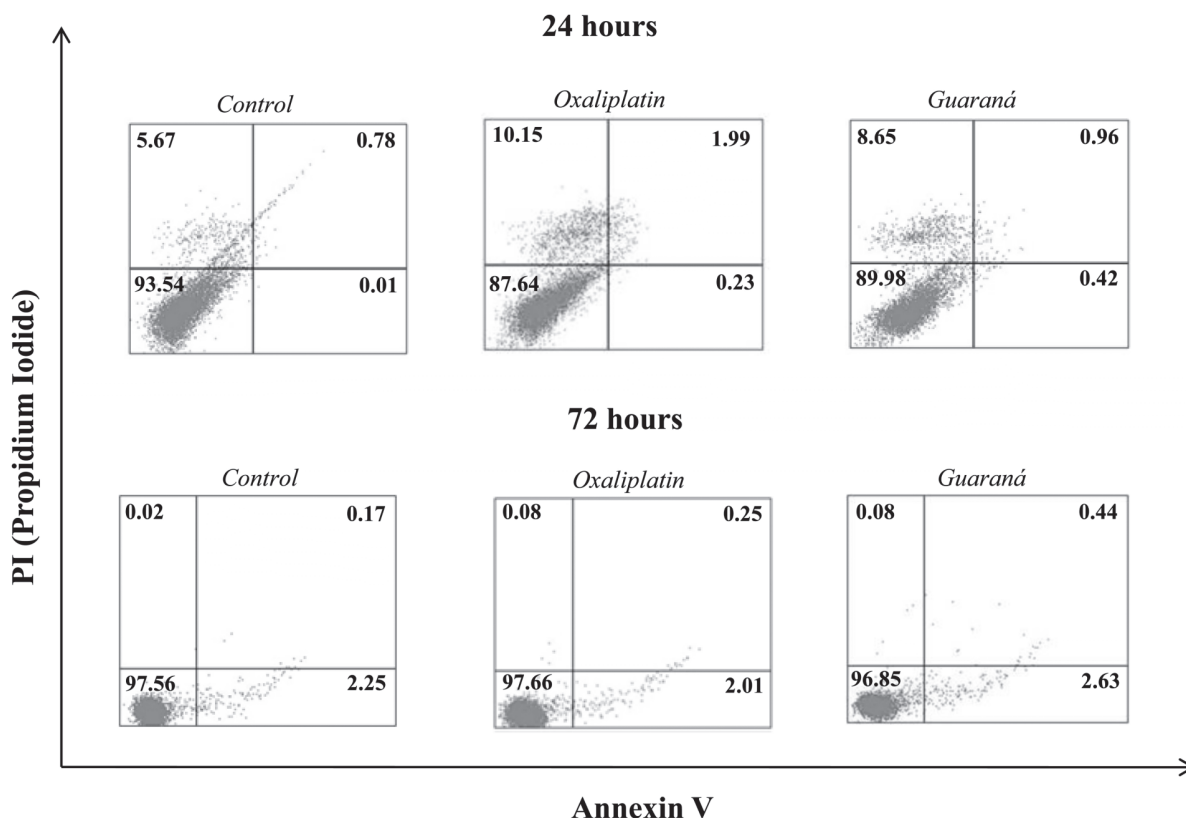 24 hours
Control
Oxaliplatin
Guaraná
5.67 0.78
10.15 1.99
8.65 0.96
93.54 0.01
87.64 0.23
89.98 0.42
72 hours
Control
Oxaliplatin
Guaraná
0.02 0.17
0.08 0.25
0.08 0.44
97.56 2.25
97.66 2.01
96.85 2.63
PI (Propidium Iodide)
Annexin V